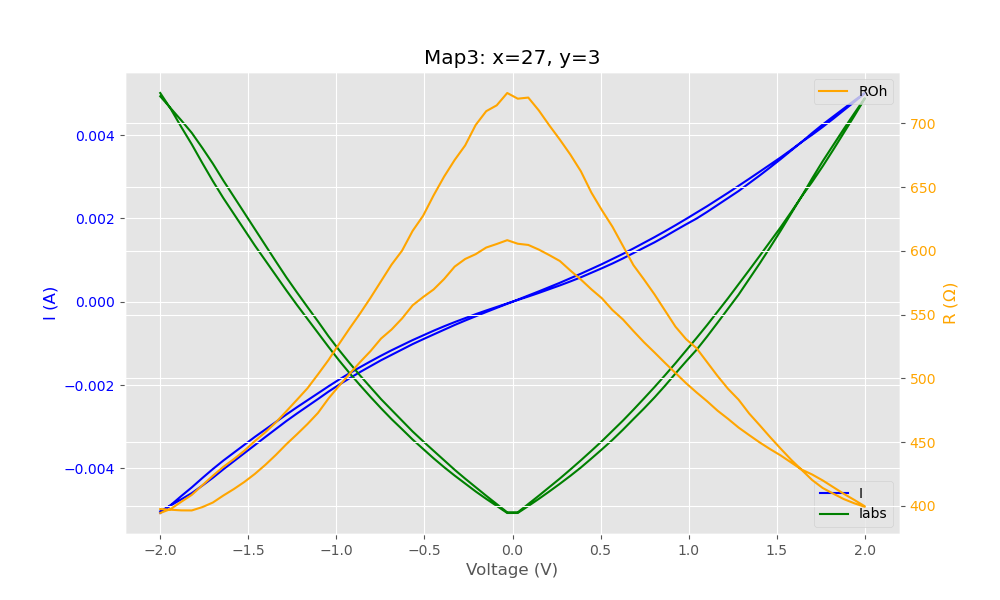 Map3: x=27, y=3
ROh
0.004
0.002
0.000
−0.002
−0.004
I (A)
700
650
600
550
500
450
400
R (Ω)
I
Iabs
−2.0 −1.5 −1.0 −0.5 0.0 0.5 1.0 1.5 2.0
Voltage (V)